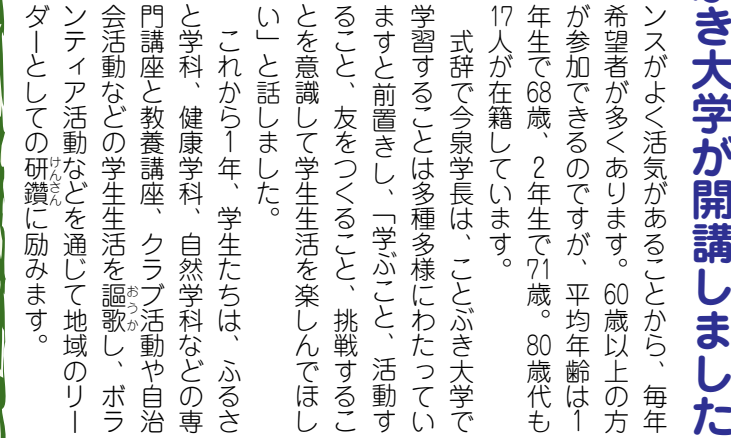 き大学が開講しました
ンスがよく活気があることから、毎年
希望者が多くあります。60歳以上の方
が参加できるのですが、平均年齢は1
年生で68歳、2年生で71歳。80歳代も
17人が在籍しています。
式辞で今泉学長は、ことぶき大学で
学習することは多種多様にわたってい
ますと前置きし、「学ぶこと、活動す
ること、友をつくること、挑戦するこ
とを意識して学生生活を楽しんでほし
い」と話しました。
これから1年、学生たちは、ふるさ
と学科、健康学科、自然学科などの専
門講座と教養講座、クラブ活動や自治
会活動などの学生生活を謳歌し、ボラ
おうか
ンティア活動などを通じて地域のリー
ダーとしての研鑽に励みます。
けんさん